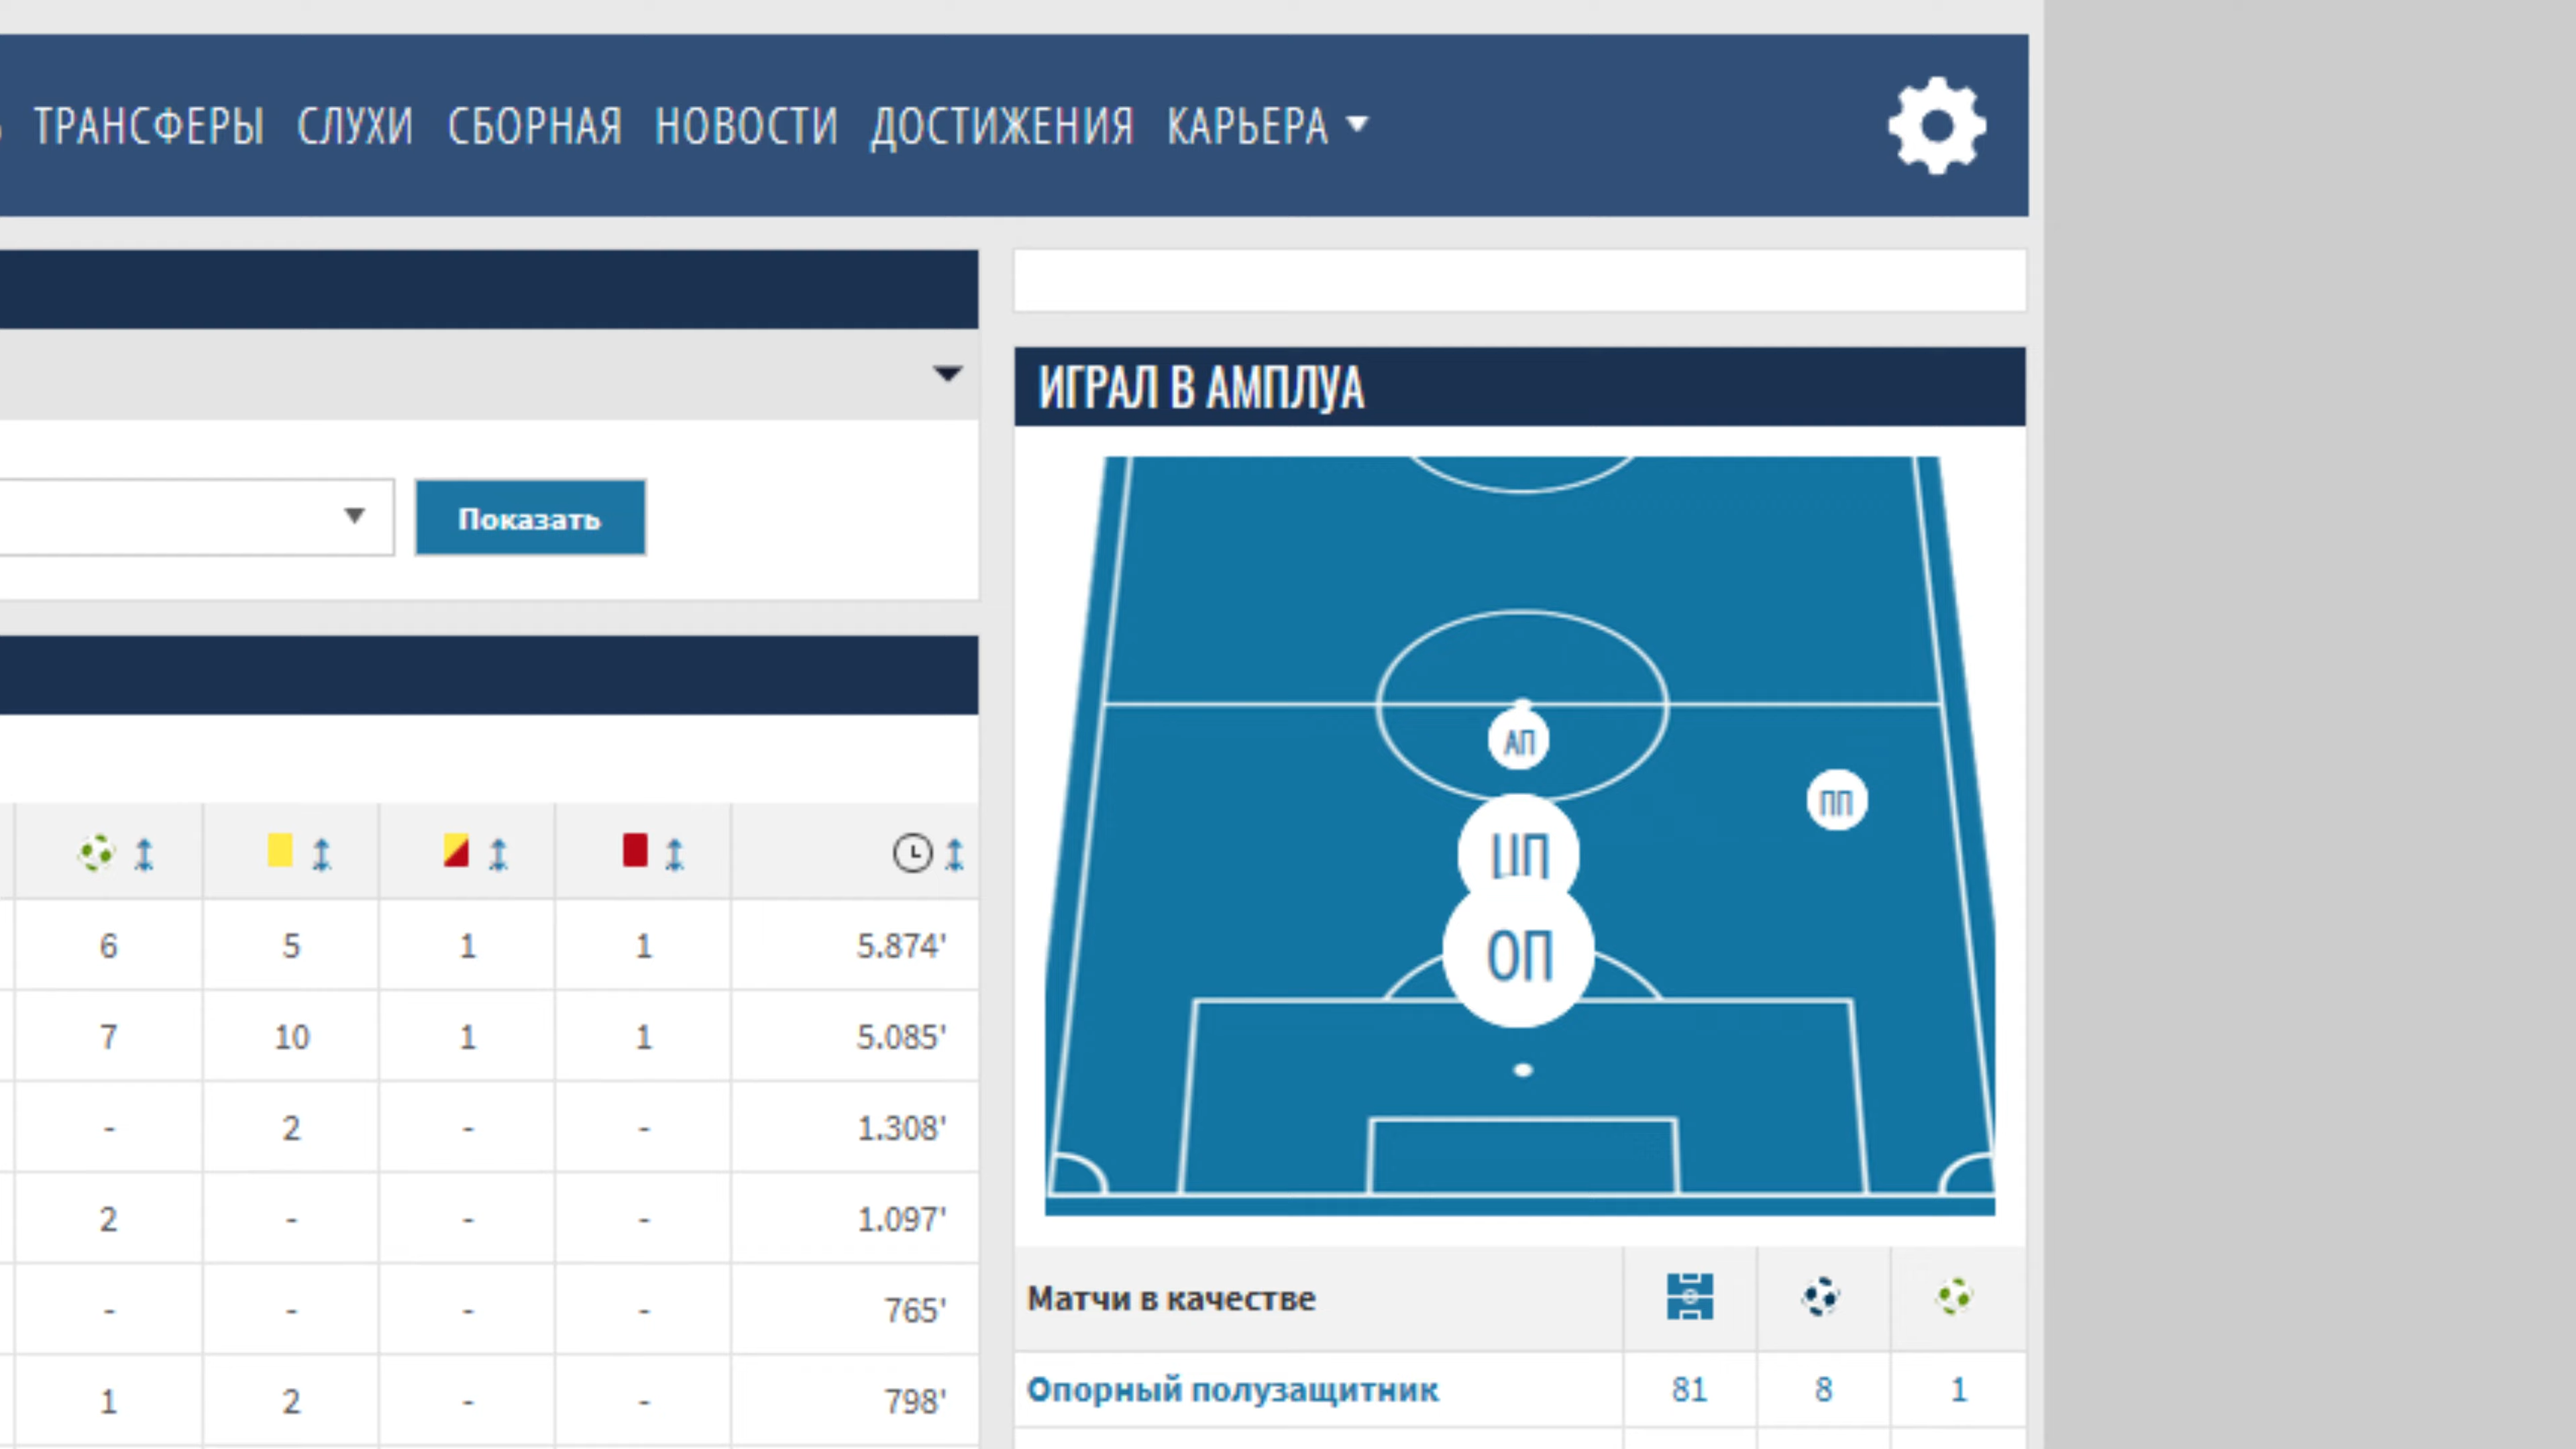 ТРАНСФЕРЫ СЛУХИ СБОРНАЯ НОВОСТИ ДОСТИЖЕНИЯ КАРЬЕРА
ИГРАЛ В АМПЛУА
Показать
АП
ПП
ЦП
ОП
6 5 1 1 5.874'
7 10 1 1 5.085'
- 2 - - 1.308'
2 - - - 1.097'
- - - - 765'
1 2 - - 798'
Матчи в качестве
Опорный полузащитник 81 8 1